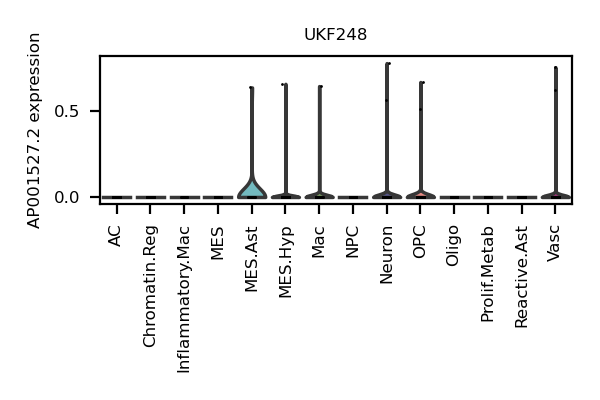 UKF248
AP001527.2 expression
0.5
0.0
AC
Chromatin.Reg
Inflammatory.Mac
MES
MES.Ast
MES.Hyp
Mac
NPC
Neuron
OPC
Oligo
Prolif.Metab
Reactive.Ast
Vasc